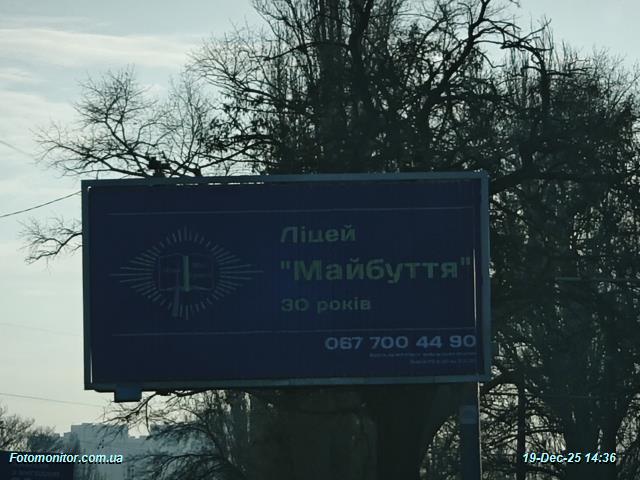 Ліцей
"Майбуття"
30 років
067 700 44 90
Fotomonitor.com.ua
19-Dec-25 14:36